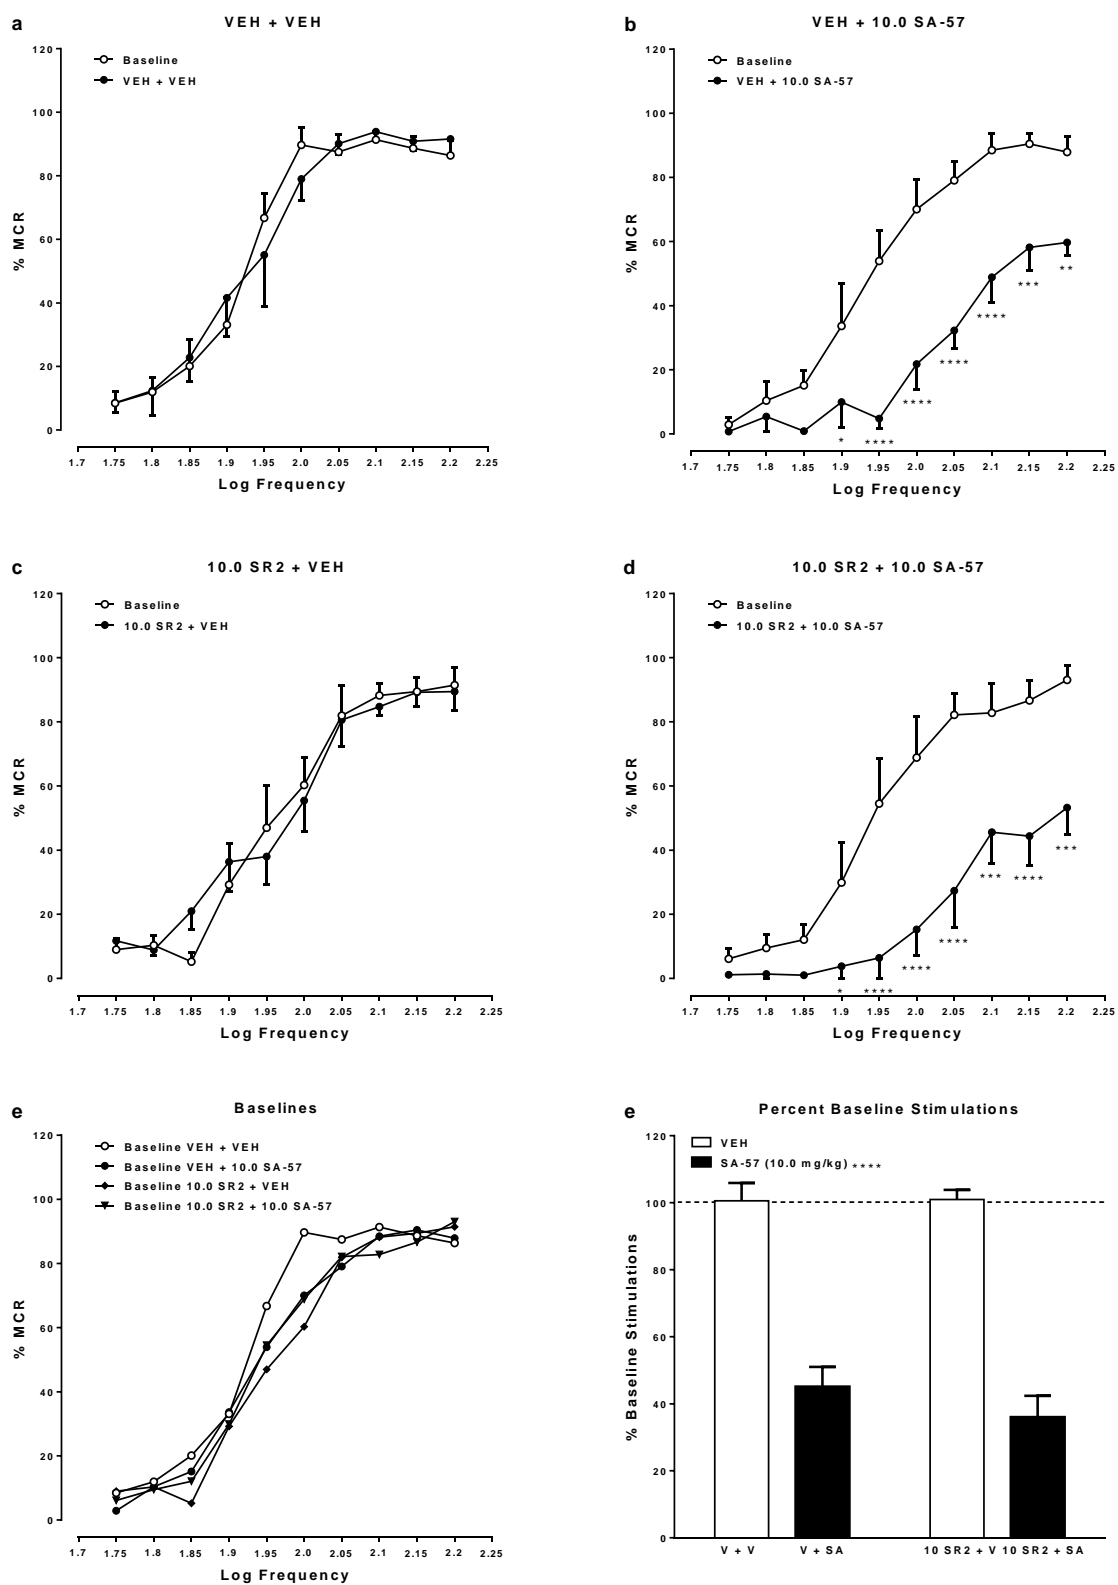 a
VEH + VEH
Baseline
VEH + VEH
120
100
80
60
40
20
0
% MCR
1.7 1.75 1.8 1.85 1.9 1.95 2.0 2.05 2.1 2.15 2.2 2.25
Log Frequency
b
VEH + 10.0 SA-57
Baseline
VEH + 10.0 SA-57
120
100
80
60
40
20
0
% MCR
**
***
****
****
****
* ****
1.7 1.75 1.8 1.85 1.9 1.95 2.0 2.05 2.1 2.15 2.2 2.25
Log Frequency
c
10.0 SR2 + VEH
Baseline
10.0 SR2 + VEH
120
100
80
60
40
20
0
% MCR
1.7 1.75 1.8 1.85 1.9 1.95 2.0 2.05 2.1 2.15 2.2 2.25
Log Frequency
d
10.0 SR2 + 10.0 SA-57
Baseline
10.0 SR2 + 10.0 SA-57
120
100
80
60
40
20
0
% MCR
***
*** ****
****
****
* ****
1.7 1.75 1.8 1.85 1.9 1.95 2.0 2.05 2.1 2.15 2.2 2.25
Log Frequency
e
Baselines
Baseline VEH + VEH
Baseline VEH + 10.0 SA-57
Baseline 10.0 SR2 + VEH
Baseline 10.0 SR2 + 10.0 SA-57
120
100
80
60
40
20
0
% MCR
1.7 1.75 1.8 1.85 1.9 1.95 2.0 2.05 2.1 2.15 2.2 2.25
Log Frequency
e
Percent Baseline Stimulations
VEH
SA-57 (10.0 mg/kg) ****
120
100
80
60
40
20
0
% Baseline Stimulations
V + V V + SA 10 SR2 + V 10 SR2 + SA